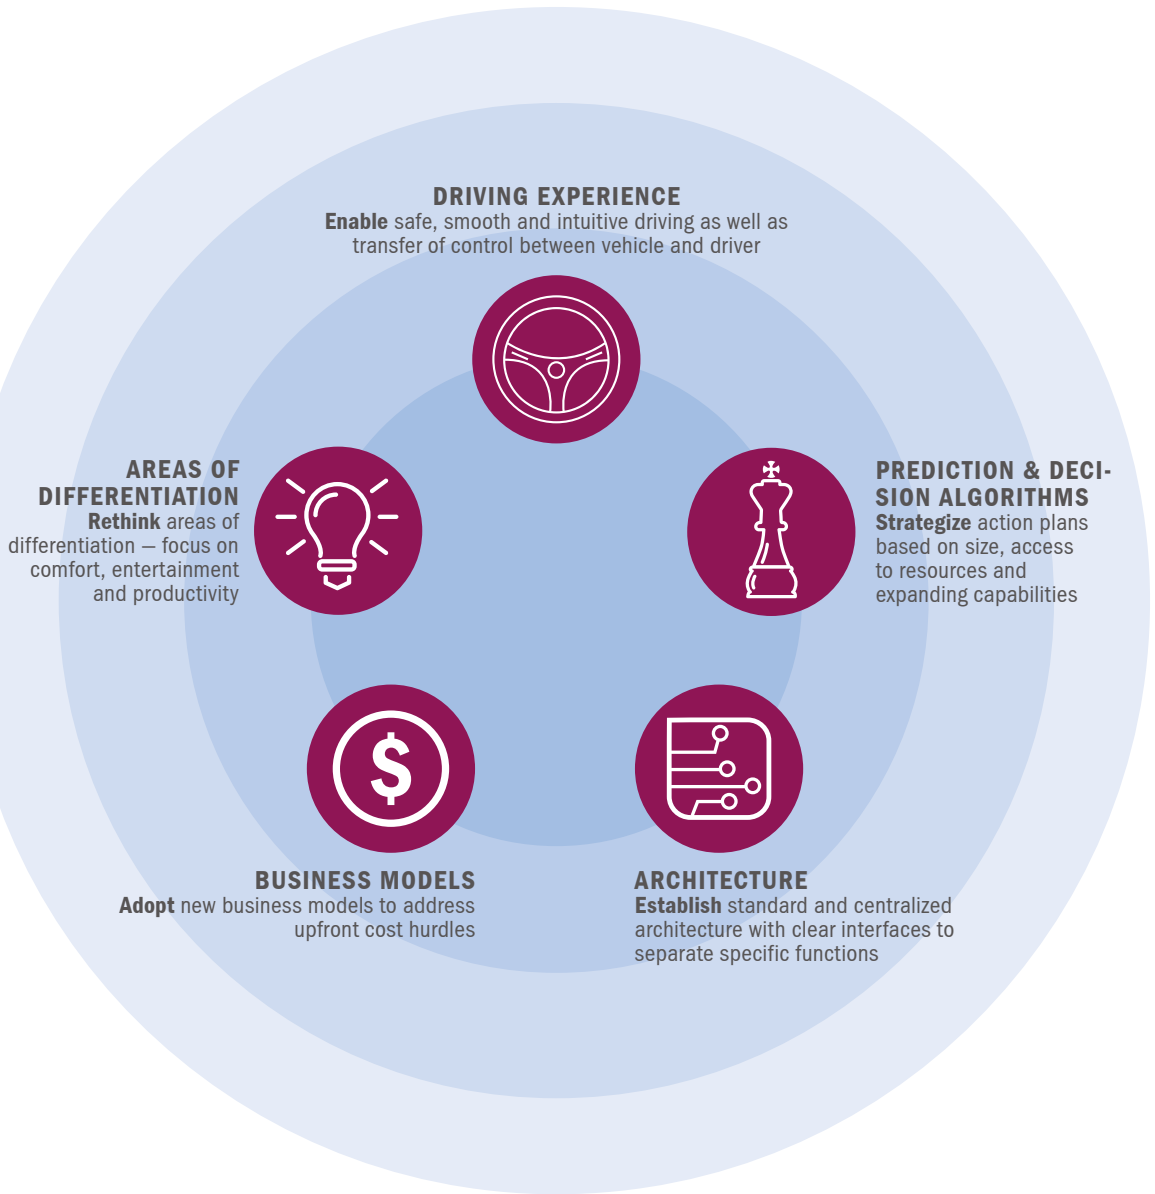 DRIVING EXPERIENCE
Enable safe, smooth and intuitive driving as well as
transfer of control between vehicle and driver
AREAS OF
DIFFERENTIATION
Rethink areas of
differentiation — focus on
comfort, entertainment
and productivity
PREDICTION & DECI-
SION ALGORITHMS
Strategize action plans
based on size, access
to resources and
expanding capabilities
$
BUSINESS MODELS
Adopt new business models to address
upfront cost hurdles
ARCHITECTURE
Establish standard and centralized
architecture with clear interfaces to
separate specific functions